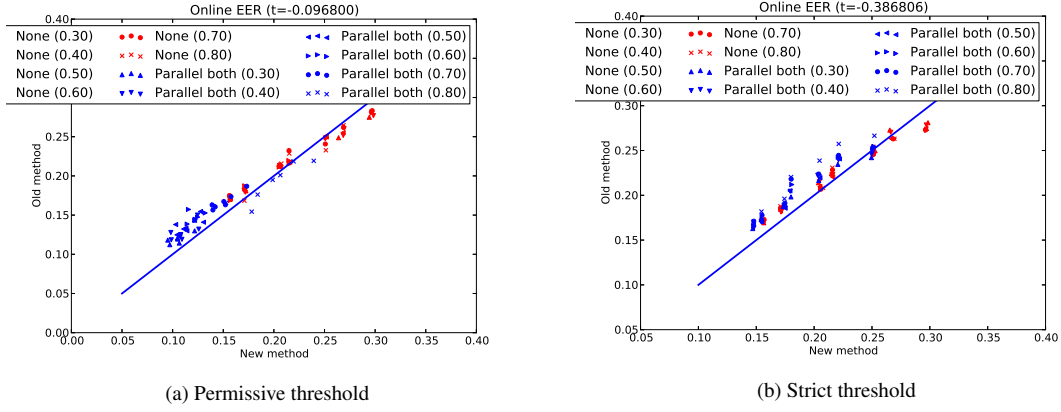 Online EER (t=-0.096800)
0.40
None (0.30) None (0.70) Parallel both (0.50)
None (0.40) None (0.80) Parallel both (0.60)
None (0.50) Parallel both (0.30) Parallel both (0.70)
None (0.60) Parallel both (0.40) Parallel both (0.80)
0.25
0.20
0.15
0.10
0.05
0.00
Old method
0.00 0.05 0.10 0.15 0.20 0.25 0.30 0.35 0.40
New method
(a) Permissive threshold
Online EER (t=-0.386806)
0.40
None (0.30) None (0.70) Parallel both (0.50)
None (0.40) None (0.80) Parallel both (0.60)
None (0.50) Parallel both (0.30) Parallel both (0.70)
None (0.60) Parallel both (0.40) Parallel both (0.80)
0.30
0.25
0.20
0.15
0.10
0.05
Old method
0.05 0.10 0.15 0.20 0.25 0.30 0.35 0.40
New method
(b) Strict threshold